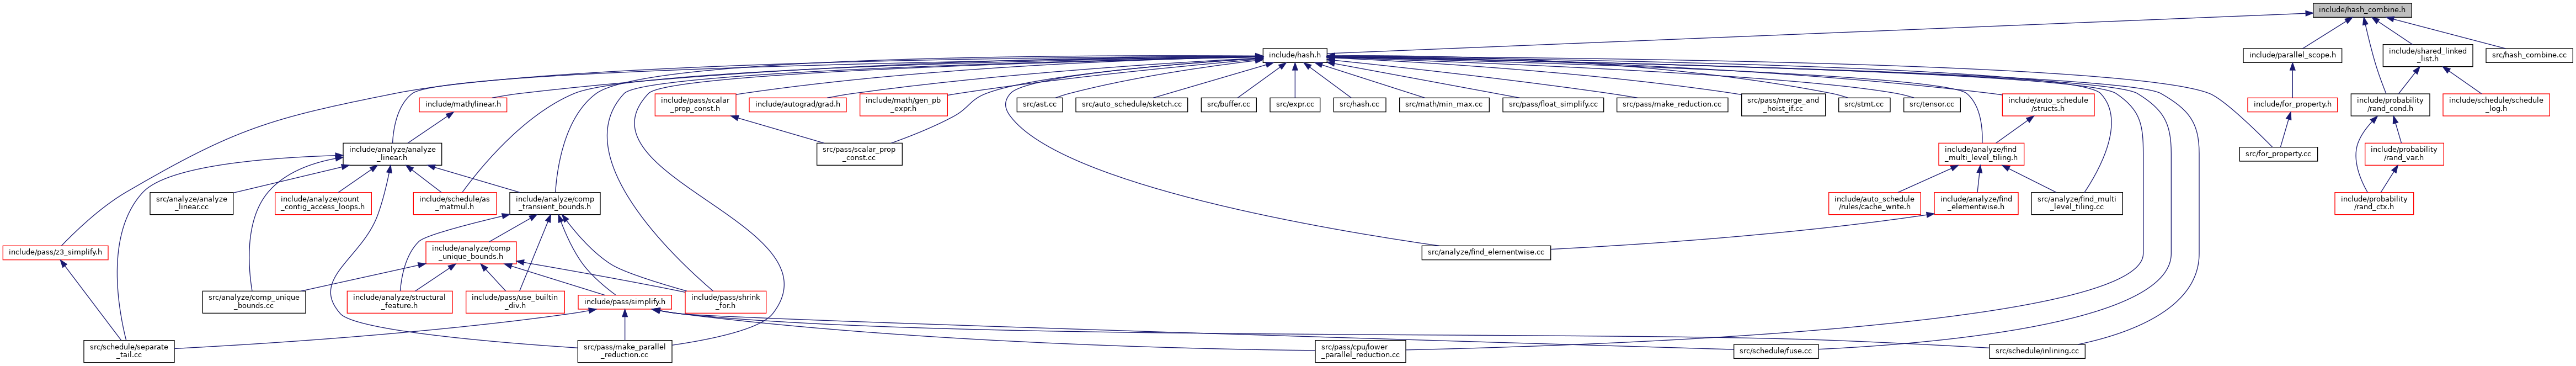 include/hash_combine.h
include/hash.h
include/parallel_scope.h
include/shared_linked
_list.h
src/hash_combine.cc
include/math/linear.h
include/pass/scalar
_prop_const.h
include/autograd/grad.h
include/math/gen_pb
_expr.h
src/ast.cc
src/auto_schedule/sketch.cc
src/buffer.cc
src/expr.cc
src/hash.cc
src/math/min_max.cc
src/pass/float_simplify.cc
src/pass/make_reduction.cc
src/pass/merge_and
_hoist_if.cc
src/stmt.cc
src/tensor.cc
include/auto_schedule
/structs.h
include/for_property.h
include/probability
/rand_cond.h
include/schedule/schedule
_log.h
include/analyze/analyze
_linear.h
src/pass/scalar_prop
_const.cc
include/analyze/find
_multi_level_tiling.h
src/for_property.cc
include/probability
/rand_var.h
src/analyze/analyze
_linear.cc
include/analyze/count
_contig_access_loops.h
include/schedule/as
_matmul.h
include/analyze/comp
_transient_bounds.h
include/auto_schedule
/rules/cache_write.h
include/analyze/find
_elementwise.h
src/analyze/find_multi
_level_tiling.cc
include/probability
/rand_ctx.h
include/pass/z3_simplify.h
include/analyze/comp
_unique_bounds.h
src/analyze/find_elementwise.cc
src/analyze/comp_unique
_bounds.cc
include/analyze/structural
_feature.h
include/pass/use_builtin
_div.h
include/pass/simplify.h
include/pass/shrink
_for.h
src/schedule/separate
_tail.cc
src/pass/make_parallel
_reduction.cc
src/pass/cpu/lower
_parallel_reduction.cc
src/schedule/fuse.cc
src/schedule/inlining.cc